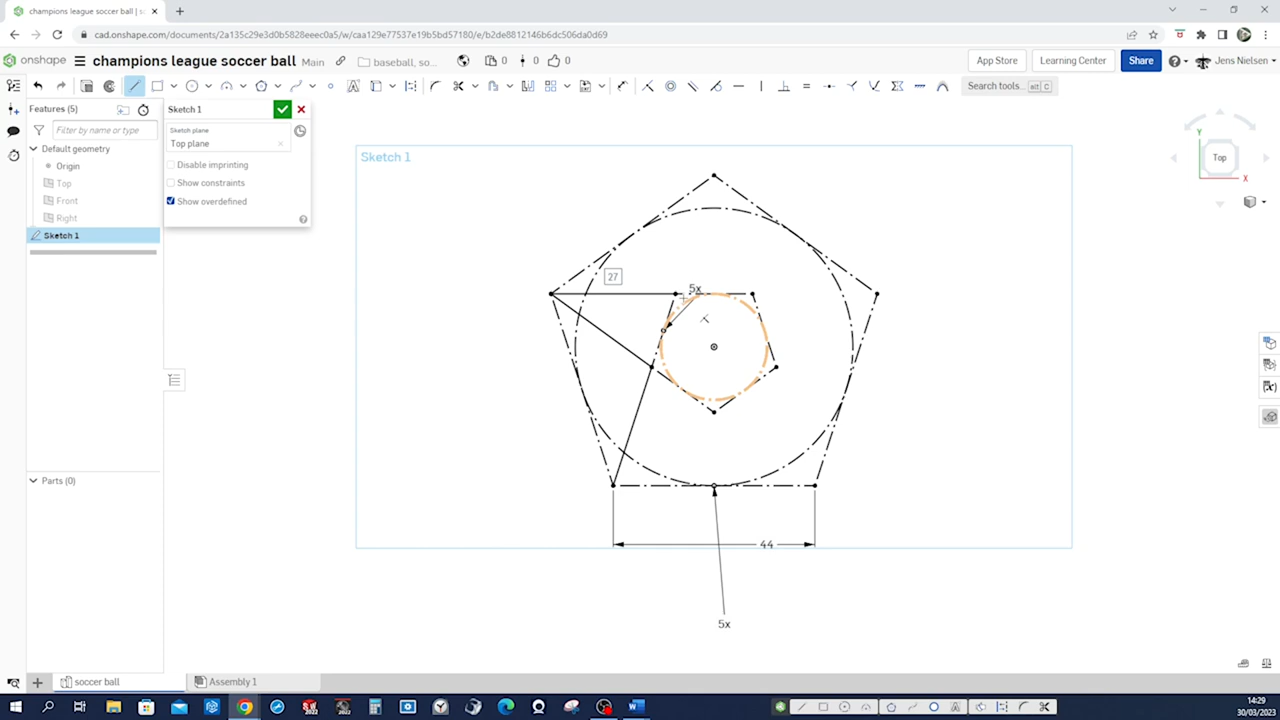 champions league soccer ball | s
cad.onshape.com/documents/2a135c29e3d0b5828eeec0a5/w/caa129e77537e19b5bd57180/e/b2de8812146b6dc506da0d69
onshape
champions league soccer ball
Main
baseball, so...
0
0
0
App Store
Learning Center
Share
Jens Nielsen
Search tools...
alt C
Features (5)
Filter by name or type
Default geometry
Origin
Top
Front
Right
Sketch 1
Parts (0)
Sketch 1
Sketch plane
Top plane
Disable imprinting
Show constraints
Show overdefined
Sketch 1
27
5x
44
5x
Y
Top
X
soccer ball
Assembly 1
14:29
30/03/2023